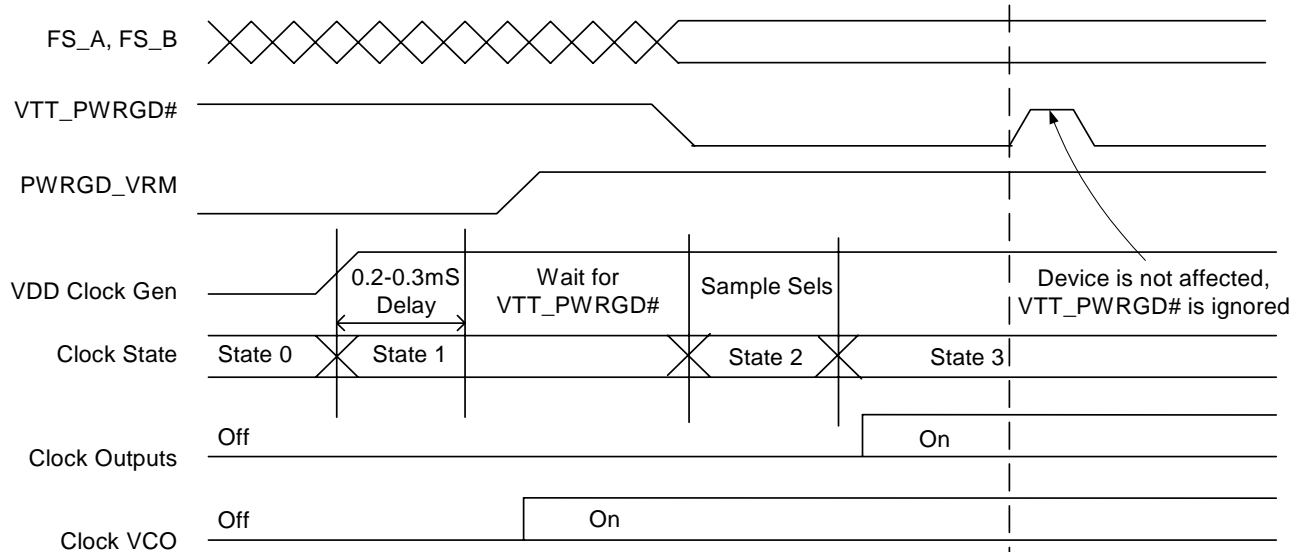 FS_A, FS_B
VTT_PWRGD#
PWRGD_VRM
VDD Clock Gen
0.2-0.3mS
Delay
Wait for
VTT_PWRGD#
Sample Sels
Device is not affected,
VTT_PWRGD# is ignored
Clock State
State 0
State 1
State 2
State 3
Clock Outputs
Off
On
Clock VCO
Off
On